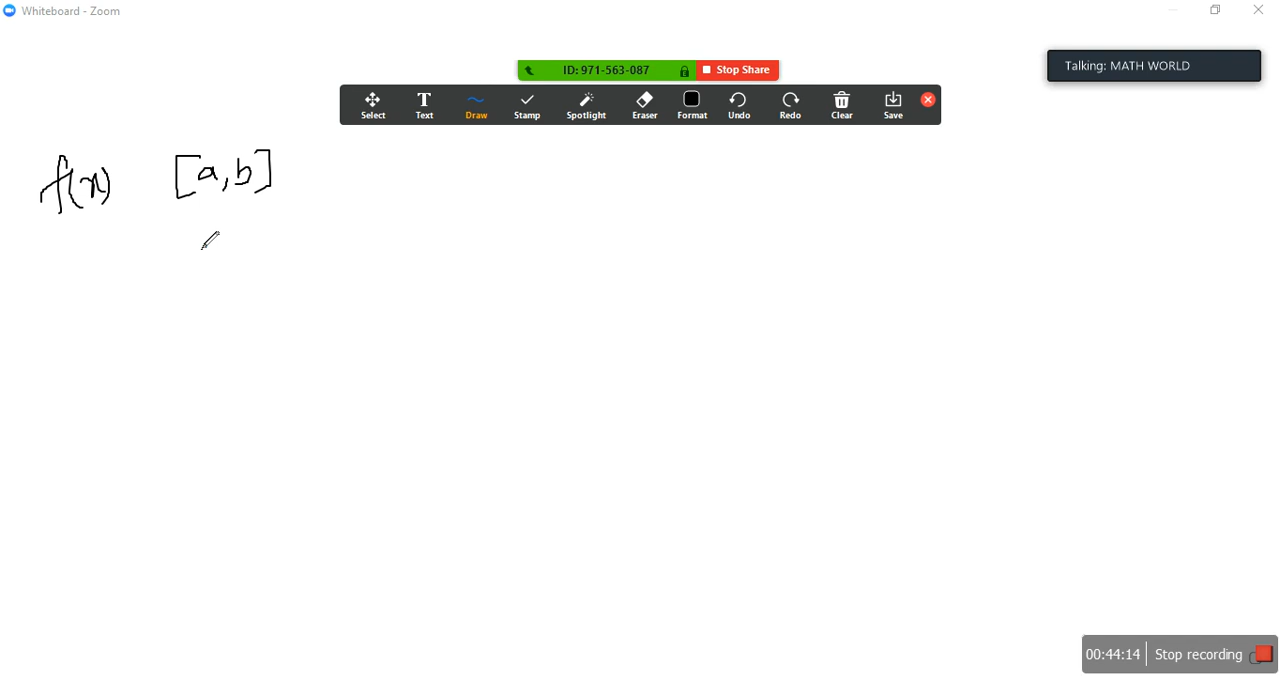 Whiteboard - Zoom
ID: 971-563-087 Stop Share
Talking: MATH WORLD
Select Text Draw Stamp Spotlight Eraser Format Undo Redo Clear Save
f(x) [a,b]
00:44:14 Stop recording